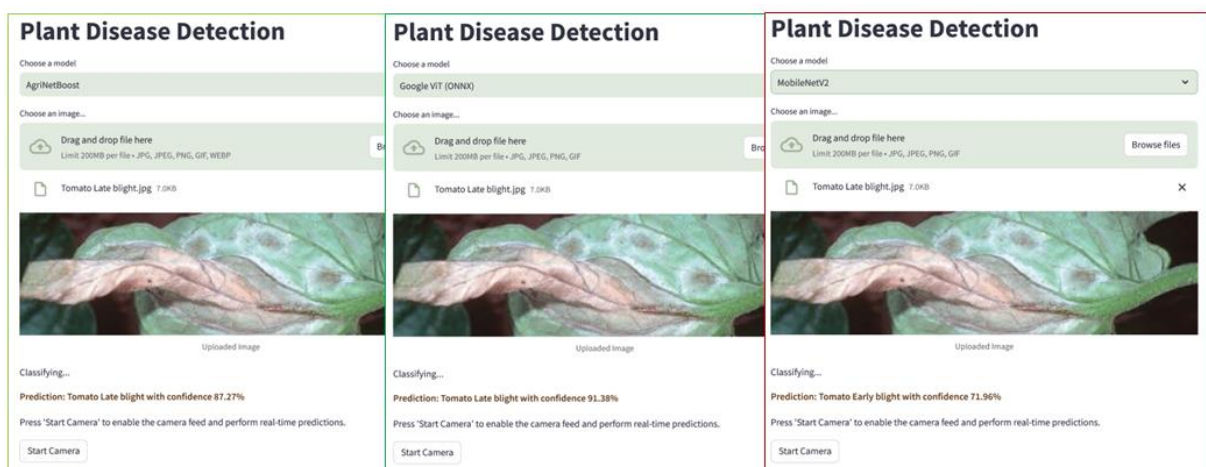 Plant Disease Detection
Choose a model
AgriNetBoost
Choose an image...
Drag and drop file here
Limit 200MB per file • JPG, JPEG, PNG, GIF, WEBP
Tomato Late blight.jpg 7.0KB
Uploaded Image
Classifying...
Prediction: Tomato Late blight with confidence 87.27%
Press 'Start Camera' to enable the camera feed and perform real-time predictions.
Start Camera
Plant Disease Detection
Choose a model
Google ViT (ONNX)
Choose an image...
Drag and drop file here
Limit 200MB per file • JPG, JPEG, PNG, GIF
Bro
Tomato Late blight.jpg 7.0KB
Uploaded Image
Classifying...
Prediction: Tomato Late blight with confidence 91.38%
Press 'Start Camera' to enable the camera feed and perform real-time predictions.
Start Camera
Plant Disease Detection
Choose a model
MobileNetV2
Choose an image...
Drag and drop file here
Limit 200MB per file • JPG, JPEG, PNG, GIF
Browse files
Tomato Late blight.jpg 7.0KB
Uploaded Image
Classifying...
Prediction: Tomato Early blight with confidence 71.96%
Press 'Start Camera' to enable the camera feed and perform real-time predictions.
Start Camera